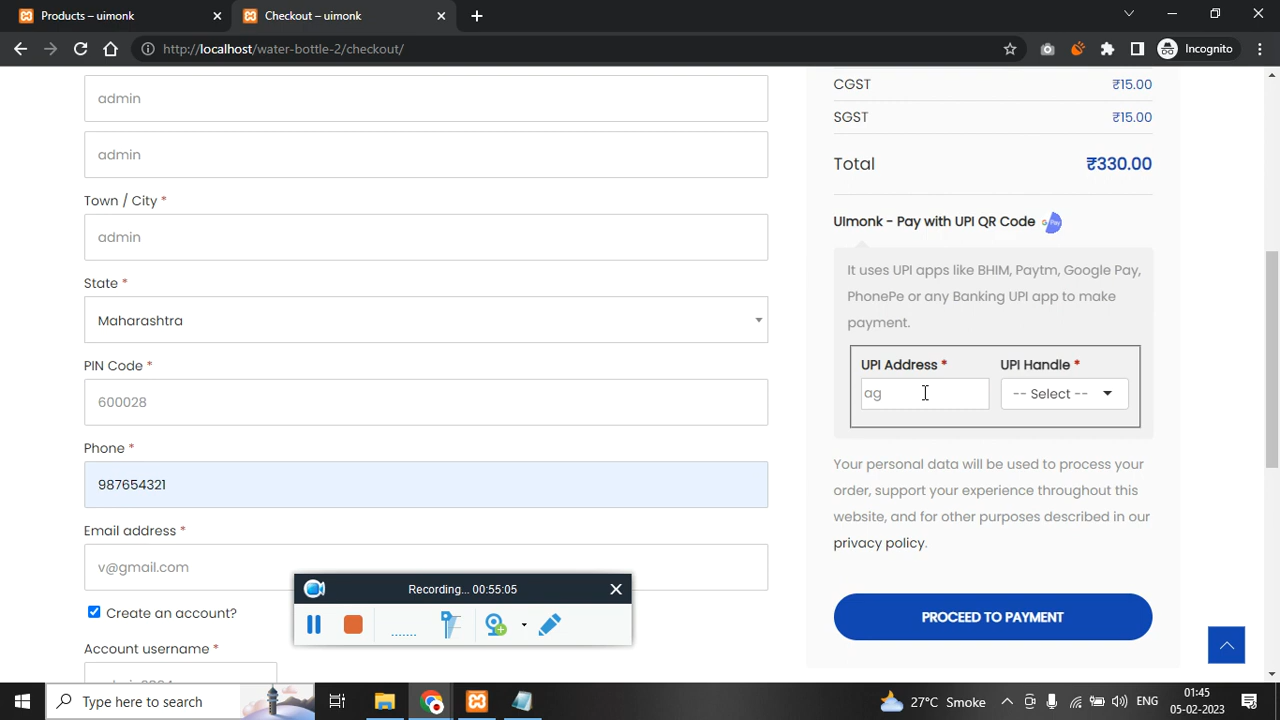 Products – uimonk
Checkout – uimonk
http://localhost/water-bottle-2/checkout/
Incognito
admin
admin
Town / City *
admin
State *
Maharashtra
PIN Code *
600028
Phone *
987654321
Email address *
v@gmail.com
Create an account?
Account username *
CGST ₹15.00
SGST ₹15.00
Total ₹330.00
UImonk - Pay with UPI QR Code G Pay
It uses UPI apps like BHIM, Paytm, Google Pay,
PhonePe or any Banking UPI app to make
payment.
UPI Address * UPI Handle *
ag -- Select --
Your personal data will be used to process your
order, support your experience throughout this
website, and for other purposes described in our
privacy policy.
PROCEED TO PAYMENT
Recording... 00:55:05
Type here to search
27°C Smoke
ENG
01:45
05-02-2023